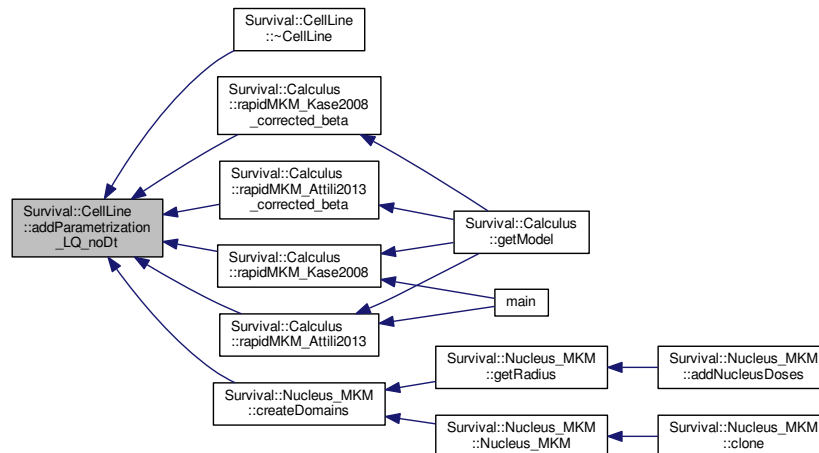 Survival::CellLine
::~CellLine
Survival::Calculus
::rapidMKM_Kase2008
_corrected_beta
Survival::Calculus
::rapidMKM_Attili2013
_corrected_beta
Survival::CellLine
::addParametrization
_LQ_noDt
Survival::Calculus
::getModel
Survival::Calculus
::rapidMKM_Kase2008
main
Survival::Calculus
::rapidMKM_Attili2013
Survival::Nucleus_MKM
::getRadius
Survival::Nucleus_MKM
::addNucleusDoses
Survival::Nucleus_MKM
::createDomains
Survival::Nucleus_MKM
::Nucleus_MKM
Survival::Nucleus_MKM
::clone